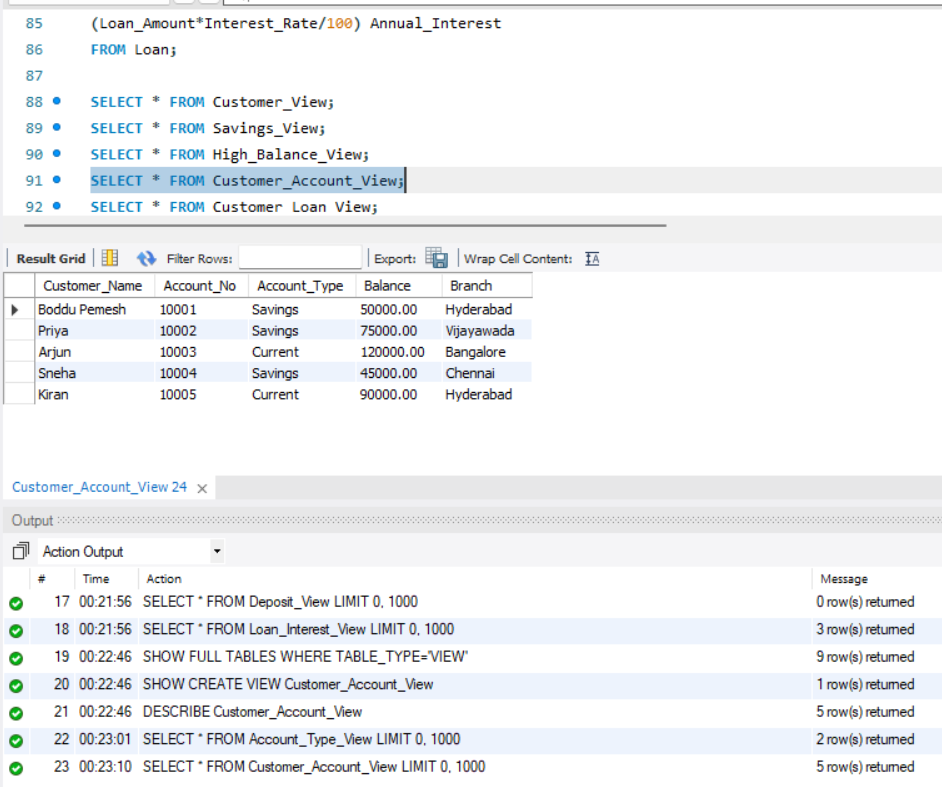 85 (Loan_Amount*Interest_Rate/100) Annual_Interest
86 FROM Loan;
87
88 SELECT * FROM Customer_View;
89 SELECT * FROM Savings_View;
90 SELECT * FROM High_Balance_View;
91 SELECT * FROM Customer_Account_View;
92 SELECT * FROM Customer Loan View;
Result Grid Filter Rows: Export: Wrap Cell Content: IA
Customer_Name Account_No Account_Type Balance Branch
Boddu Pemesh 10001 Savings 50000.00 Hyderabad
Priya 10002 Savings 75000.00 Vijayawada
Arjun 10003 Current 120000.00 Bangalore
Sneha 10004 Savings 45000.00 Chennai
Kiran 10005 Current 90000.00 Hyderabad
Customer_Account_View 24 ×
Output
Action Output
# Time Action Message
17 00:21:56 SELECT * FROM Deposit_View LIMIT 0, 1000 0 row(s) returned
18 00:21:56 SELECT * FROM Loan_Interest_View LIMIT 0, 1000 3 row(s) returned
19 00:22:46 SHOW FULL TABLES WHERE TABLE_TYPE='VIEW' 9 row(s) returned
20 00:22:46 SHOW CREATE VIEW Customer_Account_View 1 row(s) returned
21 00:22:46 DESCRIBE Customer_Account_View 5 row(s) returned
22 00:23:01 SELECT * FROM Account_Type_View LIMIT 0, 1000 2 row(s) returned
23 00:23:10 SELECT * FROM Customer_Account_View LIMIT 0, 1000 5 row(s) returned